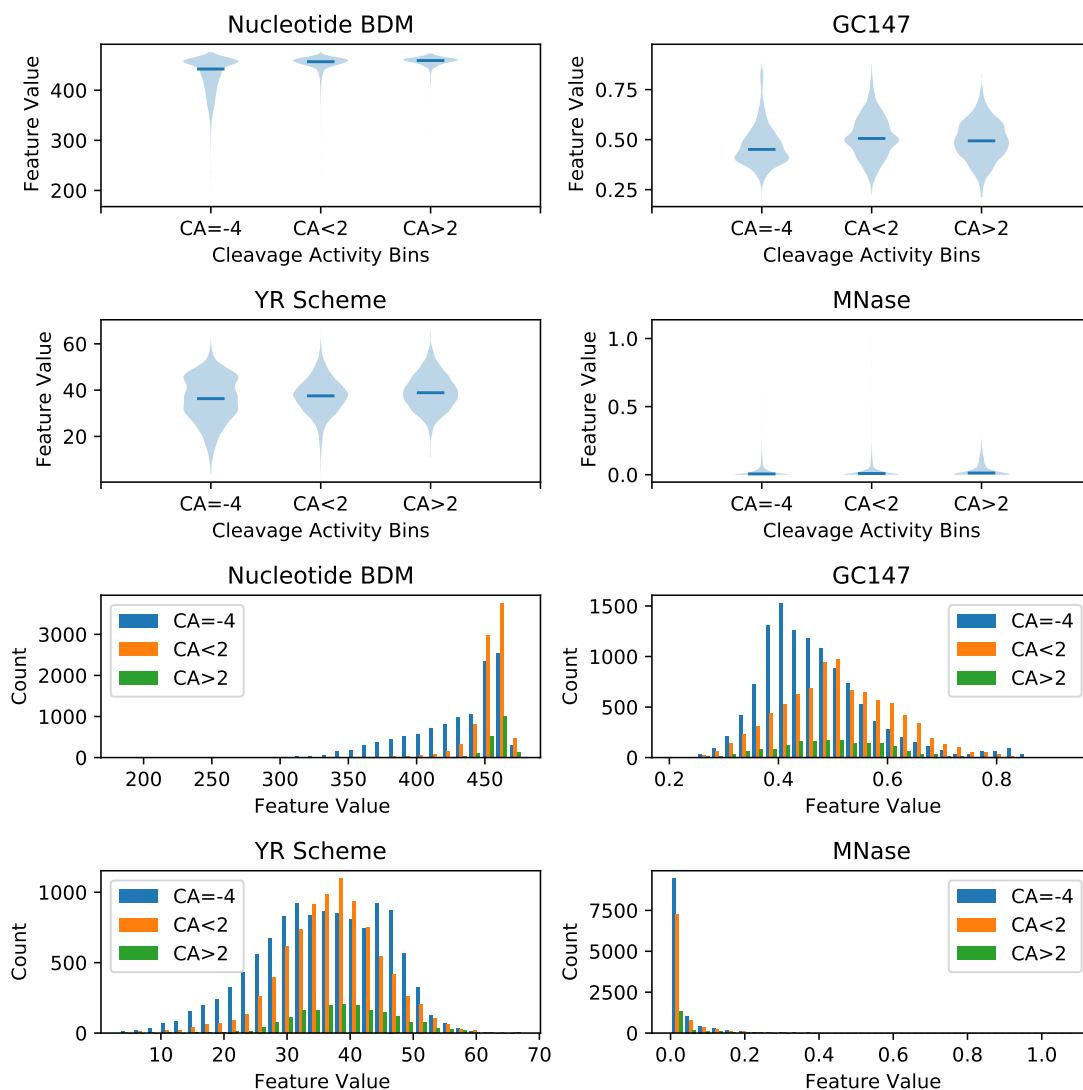 Nucleotide BDM
Feature Value
400
300
200
CA=-4 CA<2 CA>2
Cleavage Activity Bins
GC147
Feature Value
0.75
0.50
0.25
CA=-4 CA<2 CA>2
Cleavage Activity Bins
YR Scheme
Feature Value
60
40
20
CA=-4 CA<2 CA>2
Cleavage Activity Bins
MNase
Feature Value
1.0
0.5
0.0
CA=-4 CA<2 CA>2
Cleavage Activity Bins
Nucleotide BDM
Count
3000
2000
1000
0
CA=-4
CA<2
CA>2
200 250 300 350 400 450
Feature Value
GC147
Count
1500
1000
500
0
CA=-4
CA<2
CA>2
0.2 0.4 0.6 0.8
Feature Value
YR Scheme
Count
1000
500
0
CA=-4
CA<2
CA>2
10 20 30 40 50 60 70
Feature Value
MNase
Count
7500
5000
2500
0
CA=-4
CA<2
CA>2
0.0 0.2 0.4 0.6 0.8 1.0
Feature Value